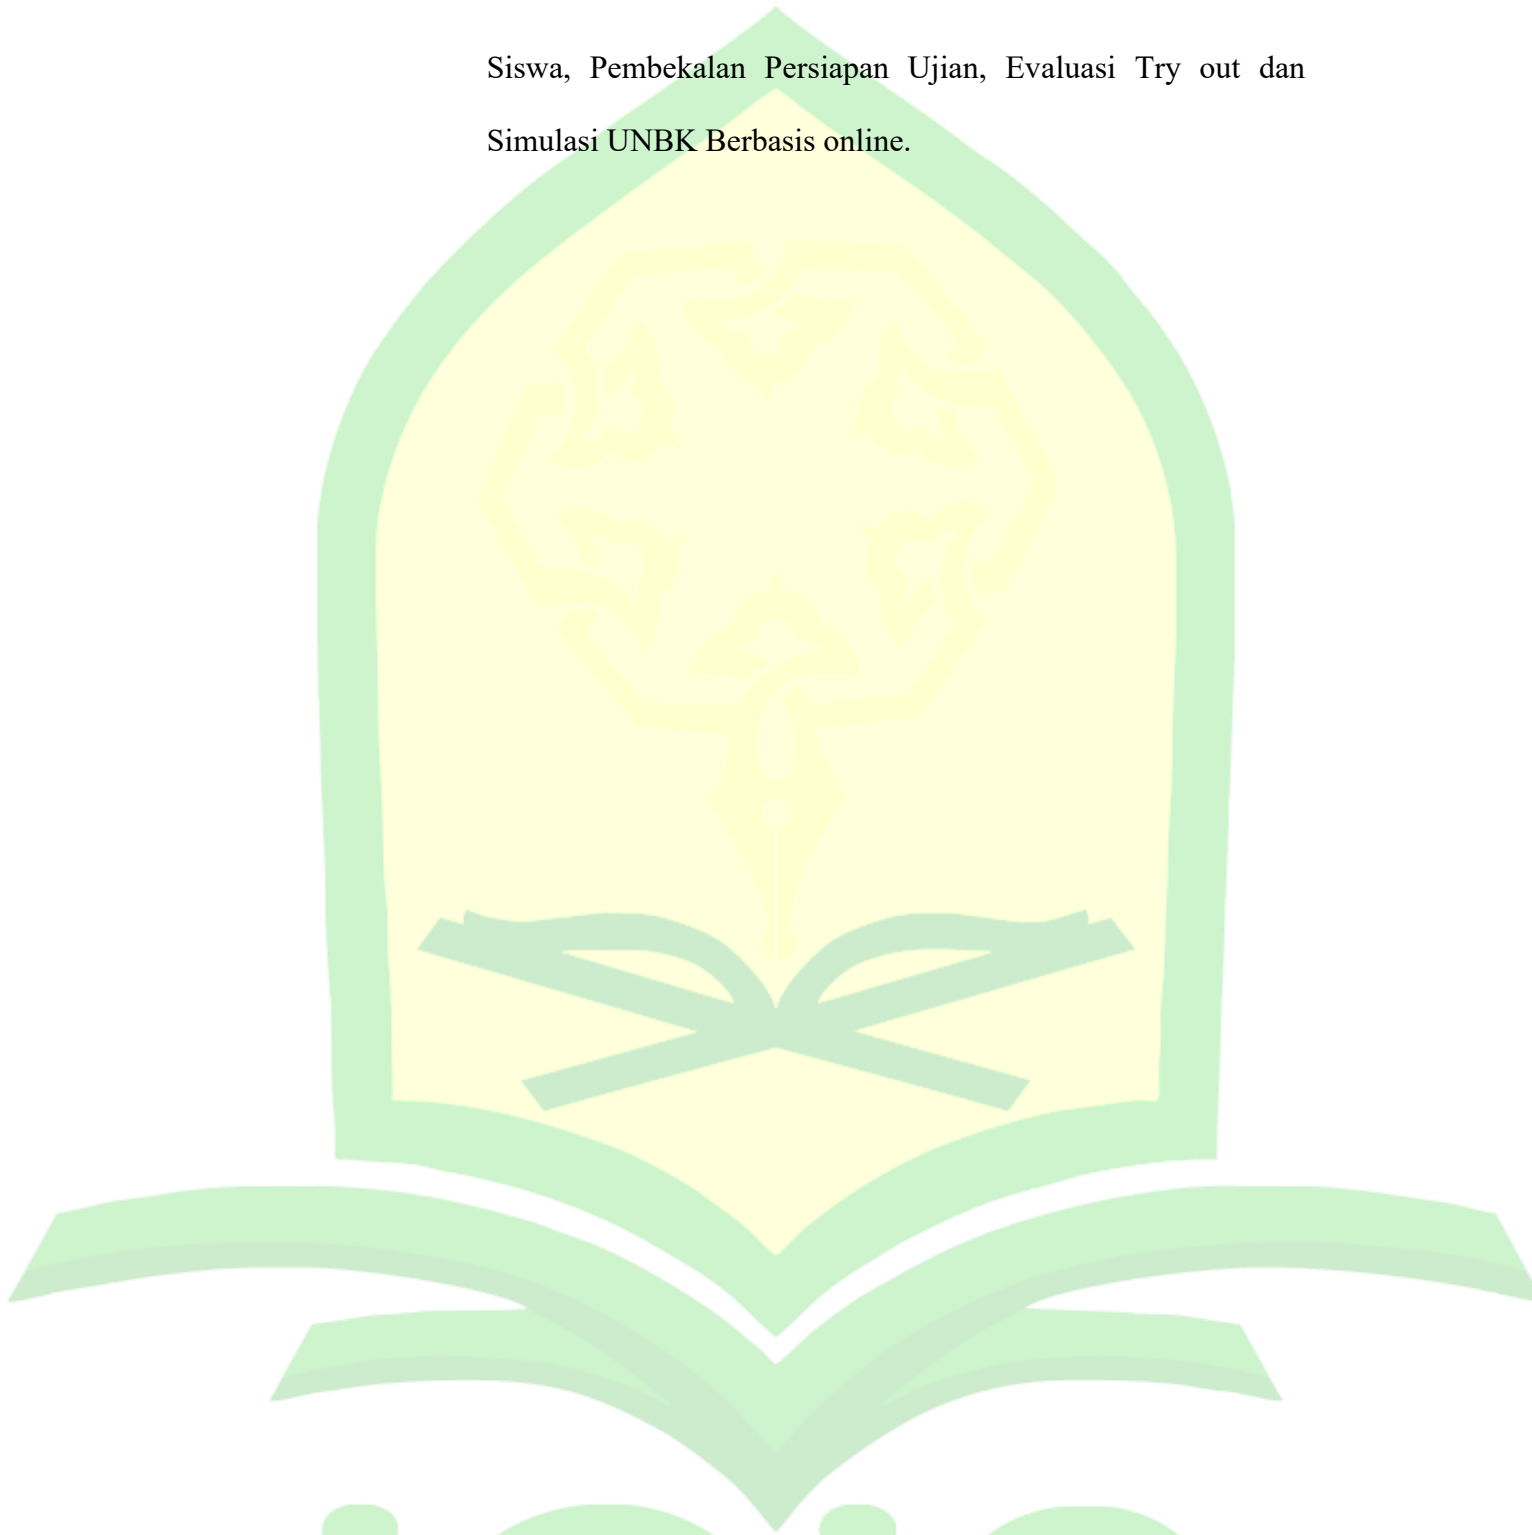 Siswa, Pembekalan Persiapan Ujian, Evaluasi Try out dan
Simulasi UNBK Berbasis online.